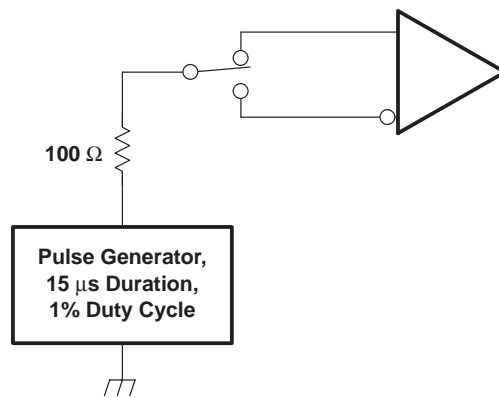 100 Ω
Pulse Generator,
15 μs Duration,
1% Duty Cycle